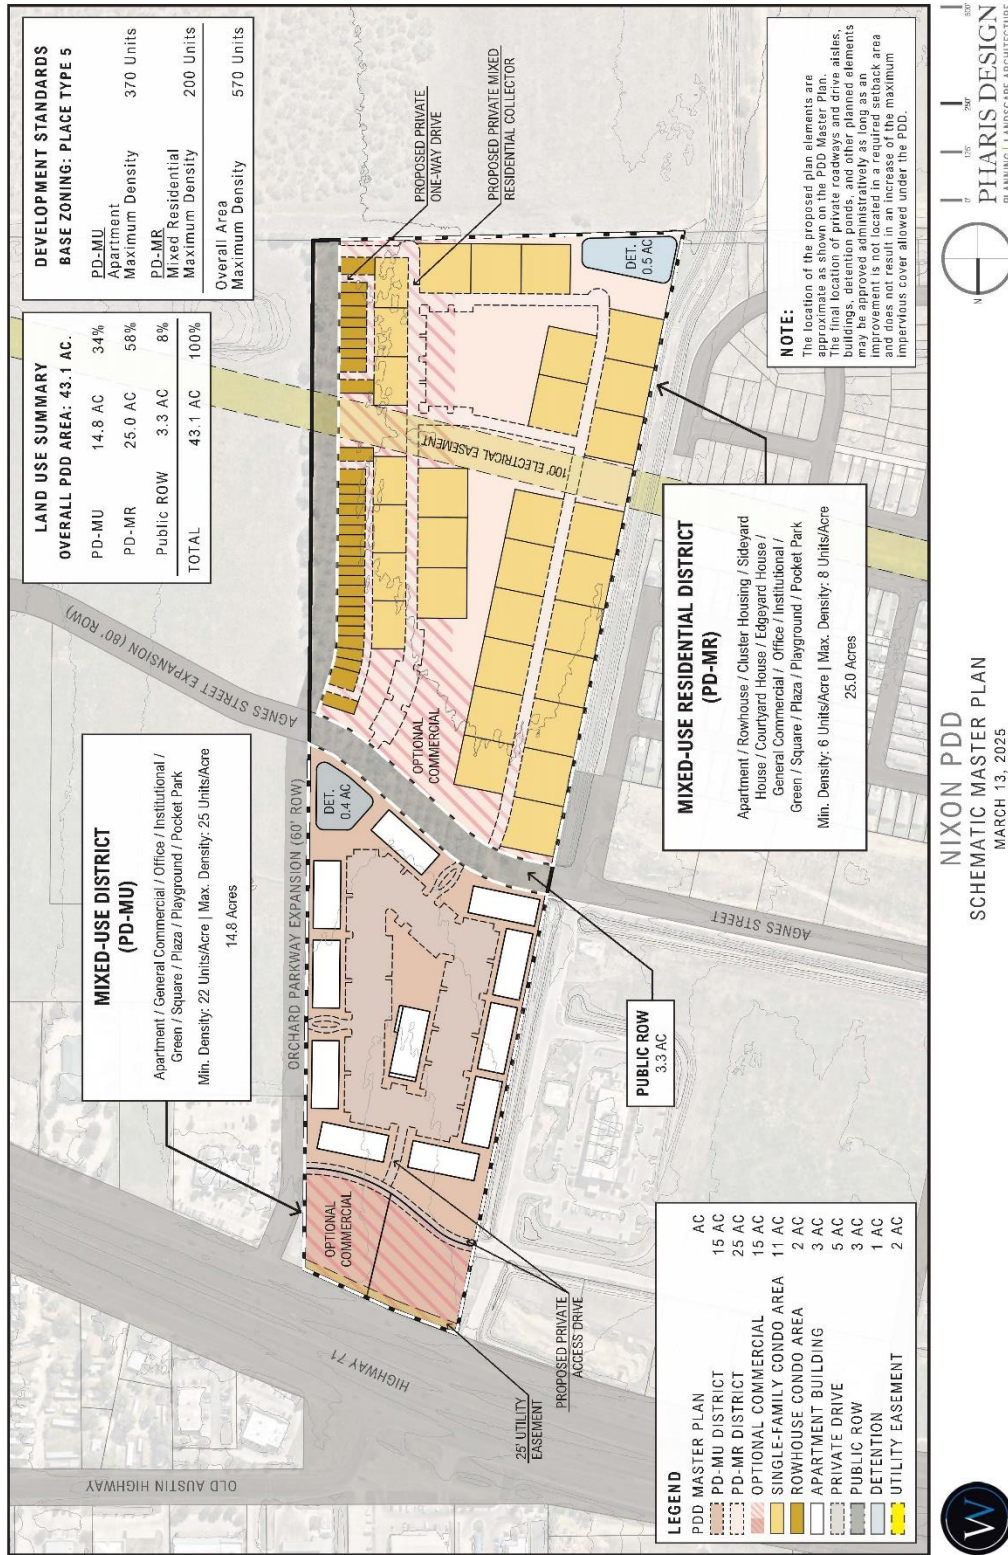 MIXED-USE DISTRICT
(PD-MU)
Apartment / General Commercial / Office / Institutional /
Green / Square / Plaza / Playground / Pocket Park
Min. Density: 22 Units/Acre | Max. Density: 25 Units/Acre
14.8 Acres
LAND USE SUMMARY
OVERALL PDD AREA: 43.1 AC.
PD-MU 14.8 AC 34%
PD-MR 25.0 AC 58%
Public ROW 3.3 AC 8%
TOTAL 43.1 AC 100%
DEVELOPMENT STANDARDS
BASE ZONING: PLACE TYPE 5
PD-MU
Apartment
Maximum Density 370 Units
PD-MR
Mixed Residential
Maximum Density 200 Units
Overall Area
Maximum Density 570 Units
OLD AUSTIN HIGHWAY
HIGHWAY 71
ORCHARD PARKWAY EXPANSION (60' ROW)
AGNES STREET EXPANSION (80' ROW)
OPTIONAL
COMMERCIAL
DET.
0.4 AC
OPTIONAL
COMMERCIAL
100' ELECTRICAL EASEMENT
PROPOSED PRIVATE
ONE-WAY DRIVE
PROPOSED PRIVATE MIXED
RESIDENTIAL COLLECTOR
DET.
0.5 AC
25' UTILITY
EASEMENT
PROPOSED PRIVATE
ACCESS DRIVE
PUBLIC ROW
3.3 AC
AGNES STREET
MIXED-USE RESIDENTIAL DISTRICT
(PD-MR)
Apartment / Rowhouse / Cluster Housing / Sideyard
House / Courtyard House / Edgeyard House /
General Commercial / Office / Institutional /
Green / Square / Plaza / Playground / Pocket Park
Min. Density: 6 Units/Acre | Max. Density: 8 Units/Acre
25.0 Acres
NOTE:
The location of the proposed plan elements are
approximate as shown on the PDD Master Plan.
The final location of private roadways and drive aisles,
buildings, detention ponds, and other planned elements
may be approved administratively as long as an
improvement is not located in a required setback area
and does not result in an increase of the maximum
impervious cover allowed under the PDD.
LEGEND
PDD MASTER PLAN AC
PD-MU DISTRICT 15 AC
PD-MR DISTRICT 25 AC
OPTIONAL COMMERCIAL 15 AC
SINGLE-FAMILY CONDO AREA 11 AC
ROWHOUSE CONDO AREA 2 AC
APARTMENT BUILDING 3 AC
PRIVATE DRIVE 5 AC
PUBLIC ROW 3 AC
DETENTION 1 AC
UTILITY EASEMENT 2 AC
W
NIXON PDD
SCHEMATIC MASTER PLAN
MARCH 13, 2025
N
0' 125' 250' 500'
PHARIS DESIGN
PLANNING | LANDSCAPE ARCHITECTURE